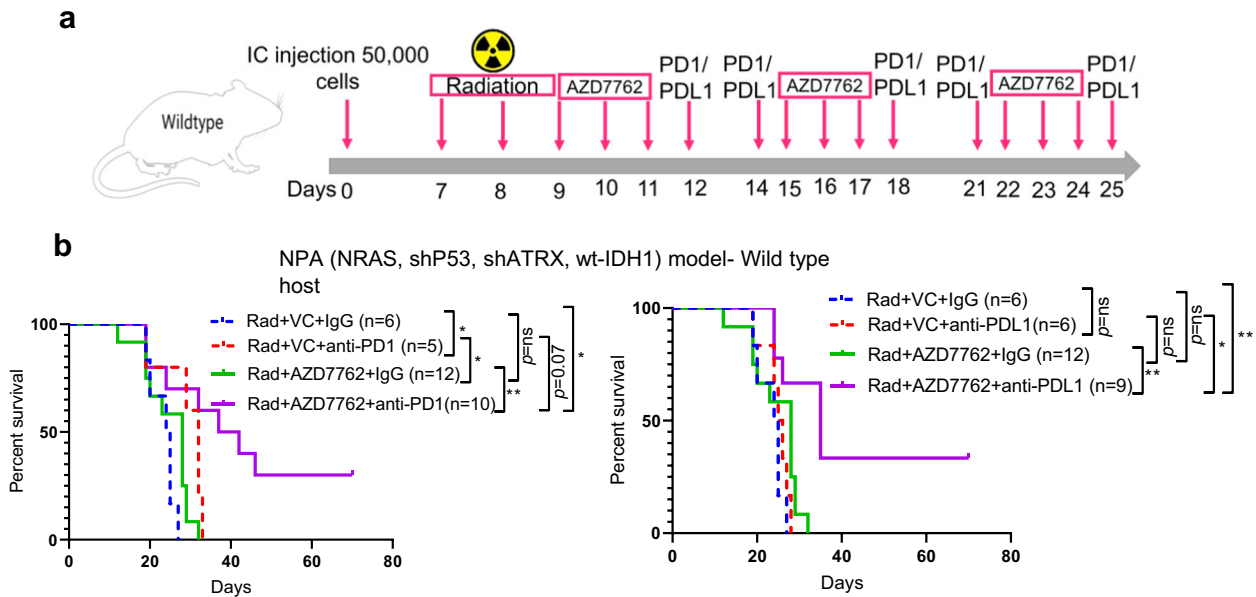 a
IC injection 50,000
cells
Wildtype
Radiation
AZD7762
PD1/
PDL1
PD1/
PDL1
AZD7762
PD1/
PDL1
PD1/
PDL1
AZD7762
PD1/
PDL1
Days 0 7 8 9 10 11 12 14 15 16 17 18 21 22 23 24 25
b
NPA (NRAS, shP53, shATRX, wt-IDH1) model- Wild type
host
Rad+VC+IgG (n=6)
Rad+VC+anti-PD1 (n=5)
Rad+AZD7762+IgG (n=12)
Rad+AZD7762+anti-PD1(n=10)
*
*
**
p=ns
p=0.07
*
Percent survival
100
50
0
0 20 40 60 80
Days
Rad+VC+IgG (n=6)
Rad+VC+anti-PDL1(n=6)
Rad+AZD7762+IgG (n=12)
Rad+AZD7762+anti-PDL1 (n=9)
p=ns
**
p=ns
p=ns
*
**
Percent survival
100
50
0
0 20 40 60 80
Days